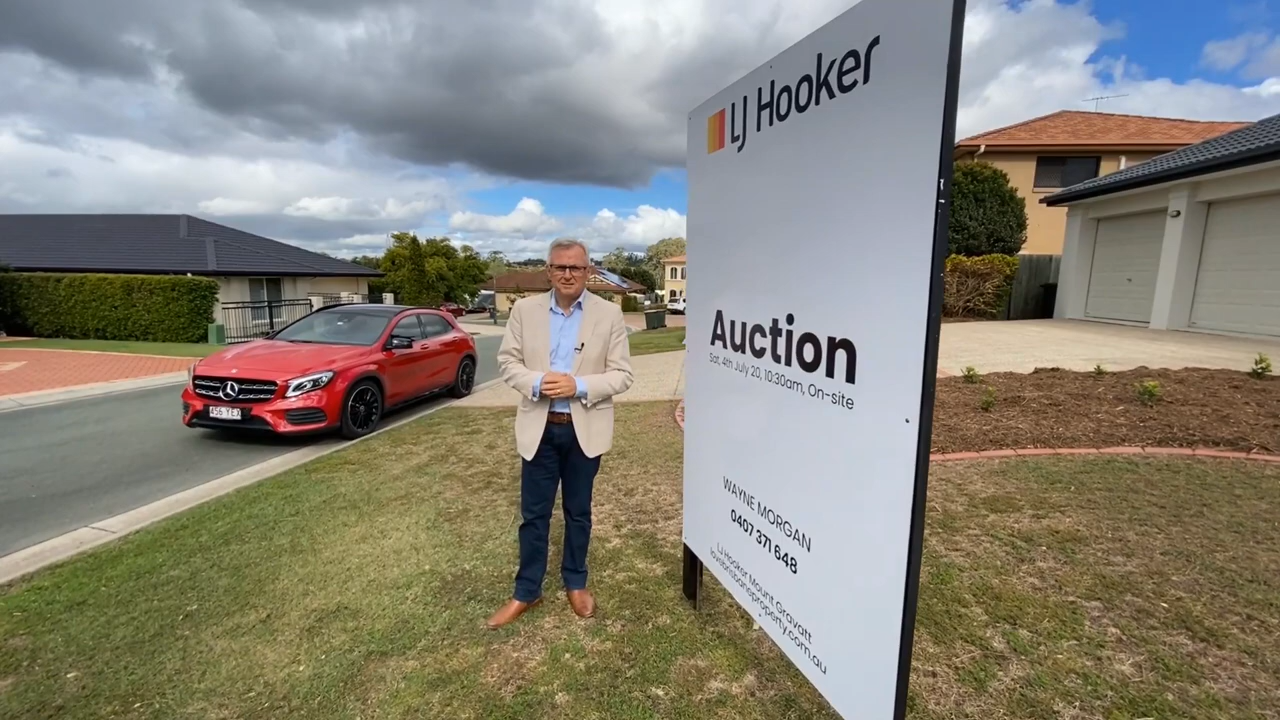 LJ Hooker
Auction
Sat, 4th July 20, 10:30am, On-site
WAYNE MORGAN
0407 371 648
LJ Hooker Mount Gravatt
lovebrisbaneproperty.com.au
456 YEX